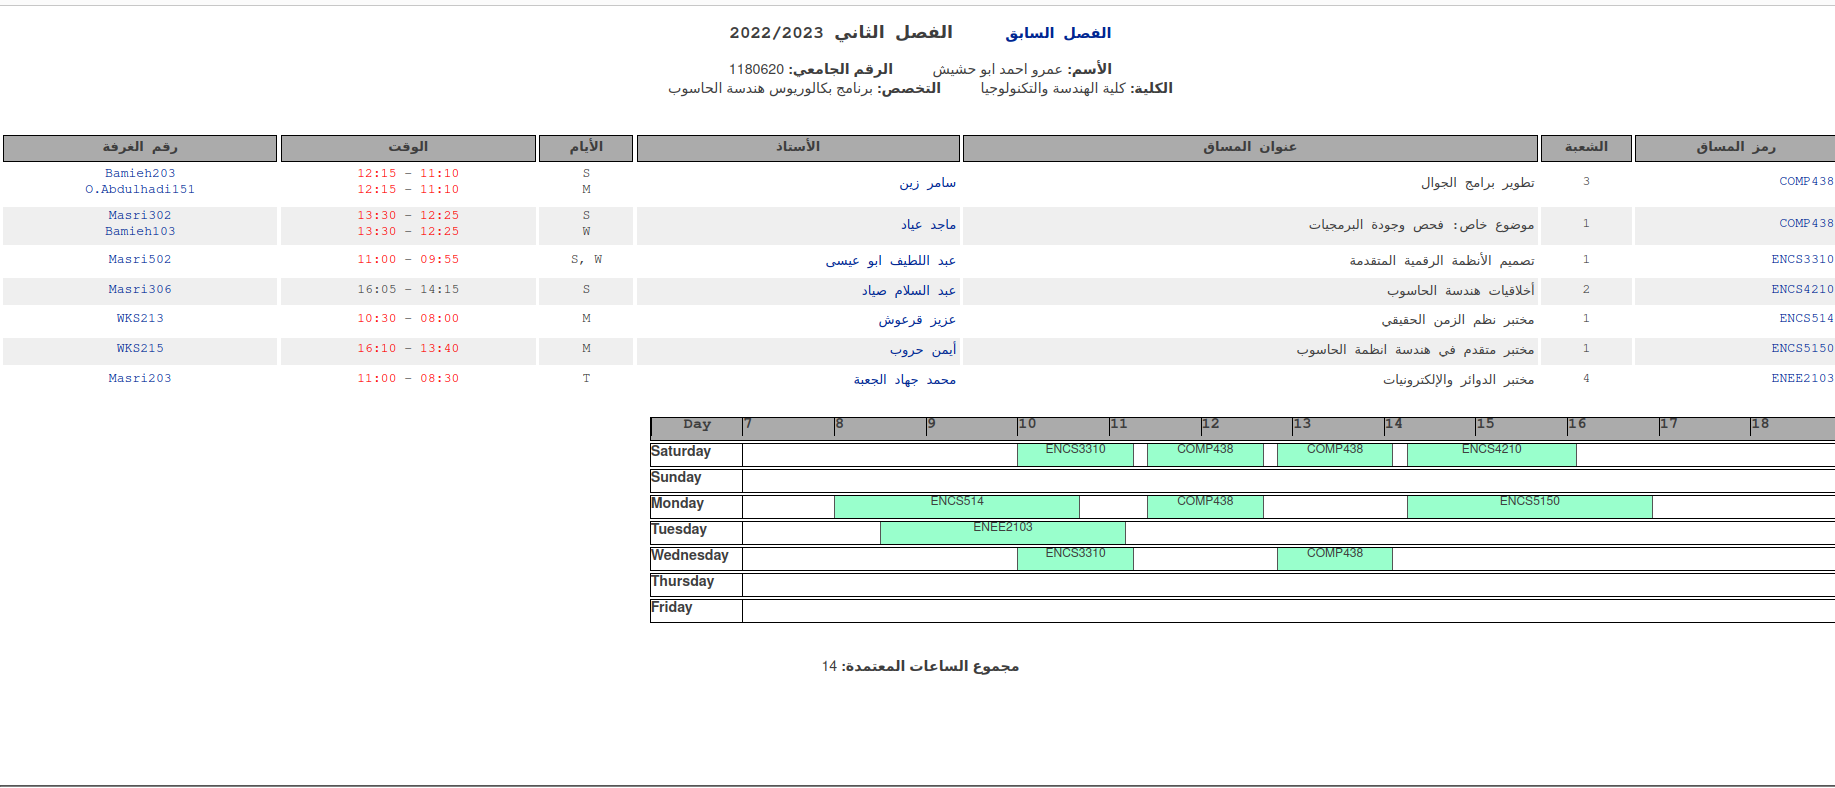 الفصل السابق الفصل الثاني 2022/2023
الأسم: عمرو احمد ابو حشيش الرقم الجامعي: 1180620
الكلية: كلية الهندسة والتكنولوجيا التخصص: برنامج بكالوريوس هندسة الحاسوب
رمز المساق الشعبة عنوان المساق الأستاذ الأيام الوقت رقم الغرفة
COMP438 3 تطوير برامج الجوال سامر زين S 11:10 - 12:15 Bamieh203
M 11:10 - 12:15 O.Abdulhadi151
COMP438 1 موضوع خاص: فحص وجودة البرمجيات ماجد عياد S 12:25 - 13:30 Masri302
W 12:25 - 13:30 Bamieh103
ENCS3310 1 تصميم الأنظمة الرقمية المتقدمة عبد اللطيف ابو عيسى S, W 09:55 - 11:00 Masri502
ENCS4210 2 أخلاقيات هندسة الحاسوب عبد السلام صياد S 14:15 - 16:05 Masri306
ENCS514 1 مختبر نظم الزمن الحقيقي عزيز قرعوش M 08:00 - 10:30 WKS213
ENCS5150 1 مختبر متقدم في هندسة انظمة الحاسوب أيمن حروب M 13:40 - 16:10 WKS215
ENEE2103 4 مختبر الدوائر والإلكترونيات محمد جهاد الجعبة T 08:30 - 11:00 Masri203
Day 7 8 9 10 11 12 13 14 15 16 17 18
Saturday ENCS3310 COMP438 COMP438 ENCS4210
Sunday
Monday ENCS514 COMP438 ENCS5150
Tuesday ENEE2103
Wednesday ENCS3310 COMP438
Thursday
Friday
مجموع الساعات المعتمدة: 14